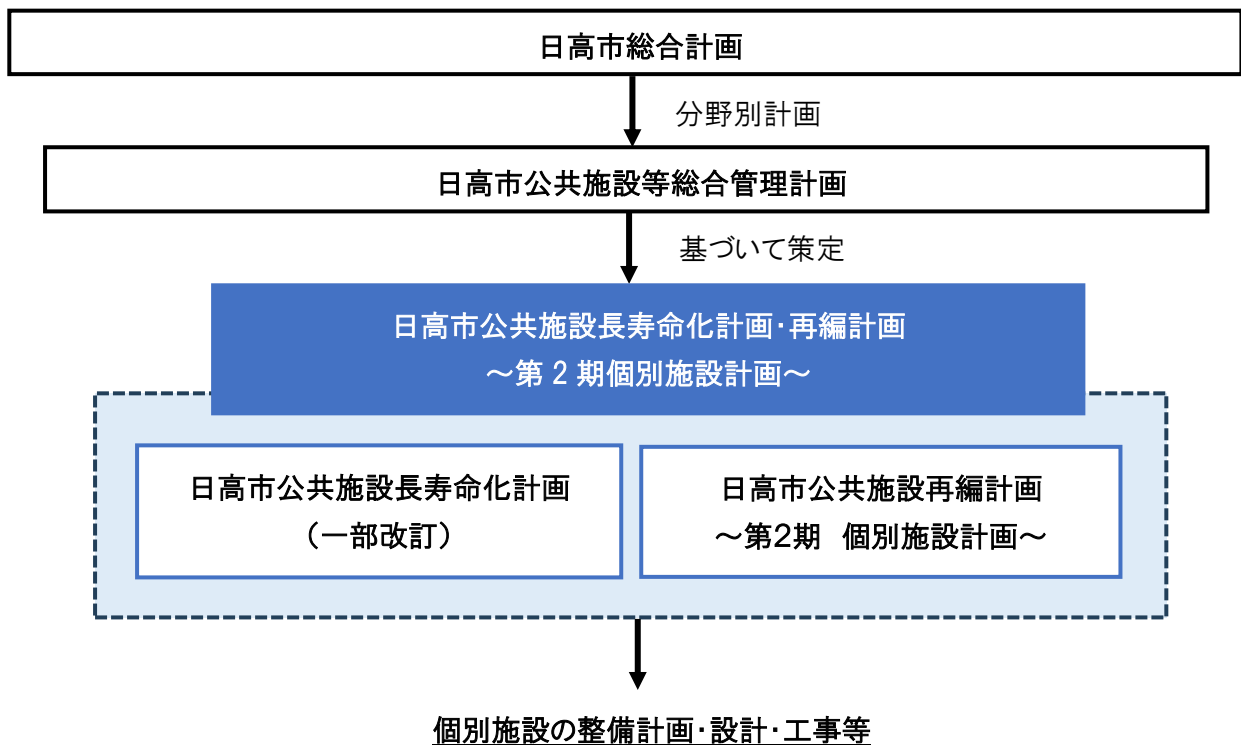 日高市総合計画
分野別計画
日高市公共施設等総合管理計画
基づいて策定
日高市公共施設長寿命化計画・再編計画
～第２期個別施設計画～
日高市公共施設長寿命化計画
（一部改訂）
日高市公共施設再編計画
～第２期　個別施設計画～
個別施設の整備計画・設計・工事等